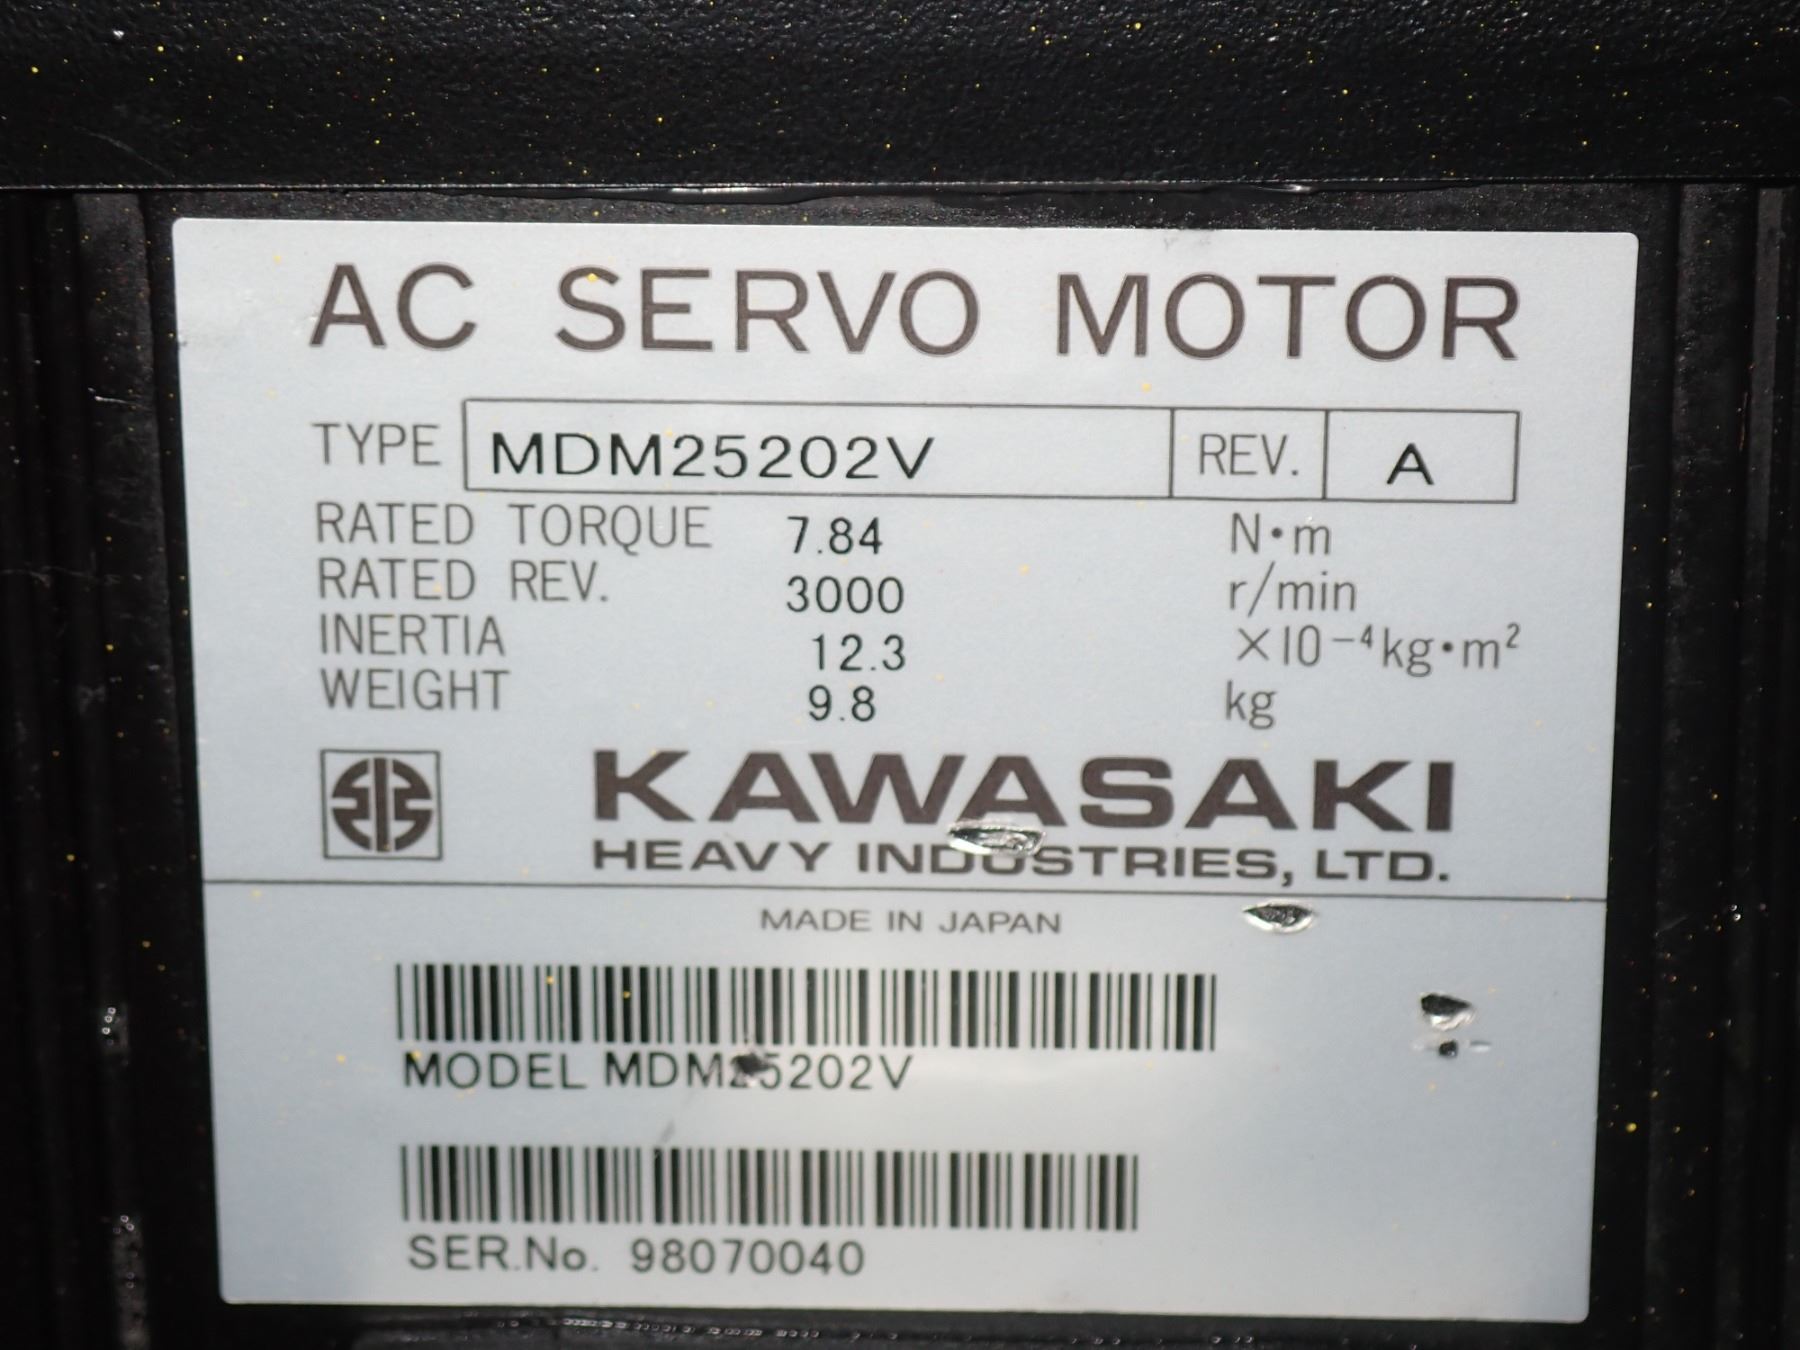 AC SERVO MOTOR
TYPE MDM25202V REV. A
RATED TORQUE 7.84 N・m
RATED REV. 3000 r/min
INERTIA 12.3 ×10⁻⁴kg・m²
WEIGHT 9.8 kg
KAWASAKI
HEAVY INDUSTRIES, LTD.
MADE IN JAPAN
MODEL MDM25202V
SER.No. 98070040